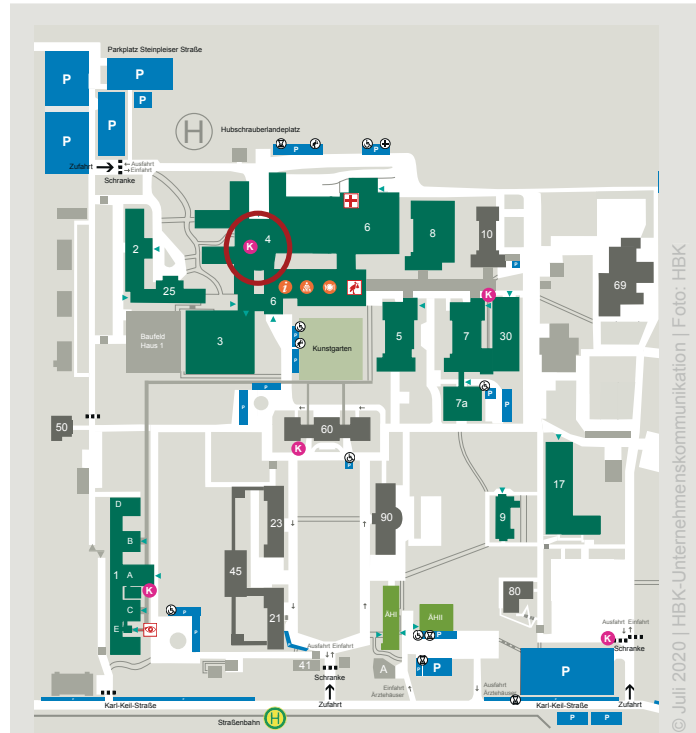 Parkplatz Steinpleiser Straße
P
P
P
P
P
H
Hubschrauberlandeplatz
P
P
Zufahrt
Ausfahrt
Einfahrt
Schranke
4
K
6
8
10
2
25
69
i
6
K
Baufeld
Haus 1
3
Kunstgarten
5
7
30
P
P
7a
P
P
P
P
50
60
K
P
17
D
B
1
A
K
C
E
23
90
9
45
21
80
ÄHI
ÄHII
P
P
P
K
Ausfahrt Einfahrt
Schranke
Ausfahrt Einfahrt
41
Schranke
A
P
P
Einfahrt
Ärztehäuser
Ausfahrt
Ärztehäuser
Karl-Keil-Straße
Zufahrt
Karl-Keil-Straße
Zufahrt
Straßenbahn
H
P
P
© Juli 2020 | HBK-Unternehmenskommunikation | Foto: HBK